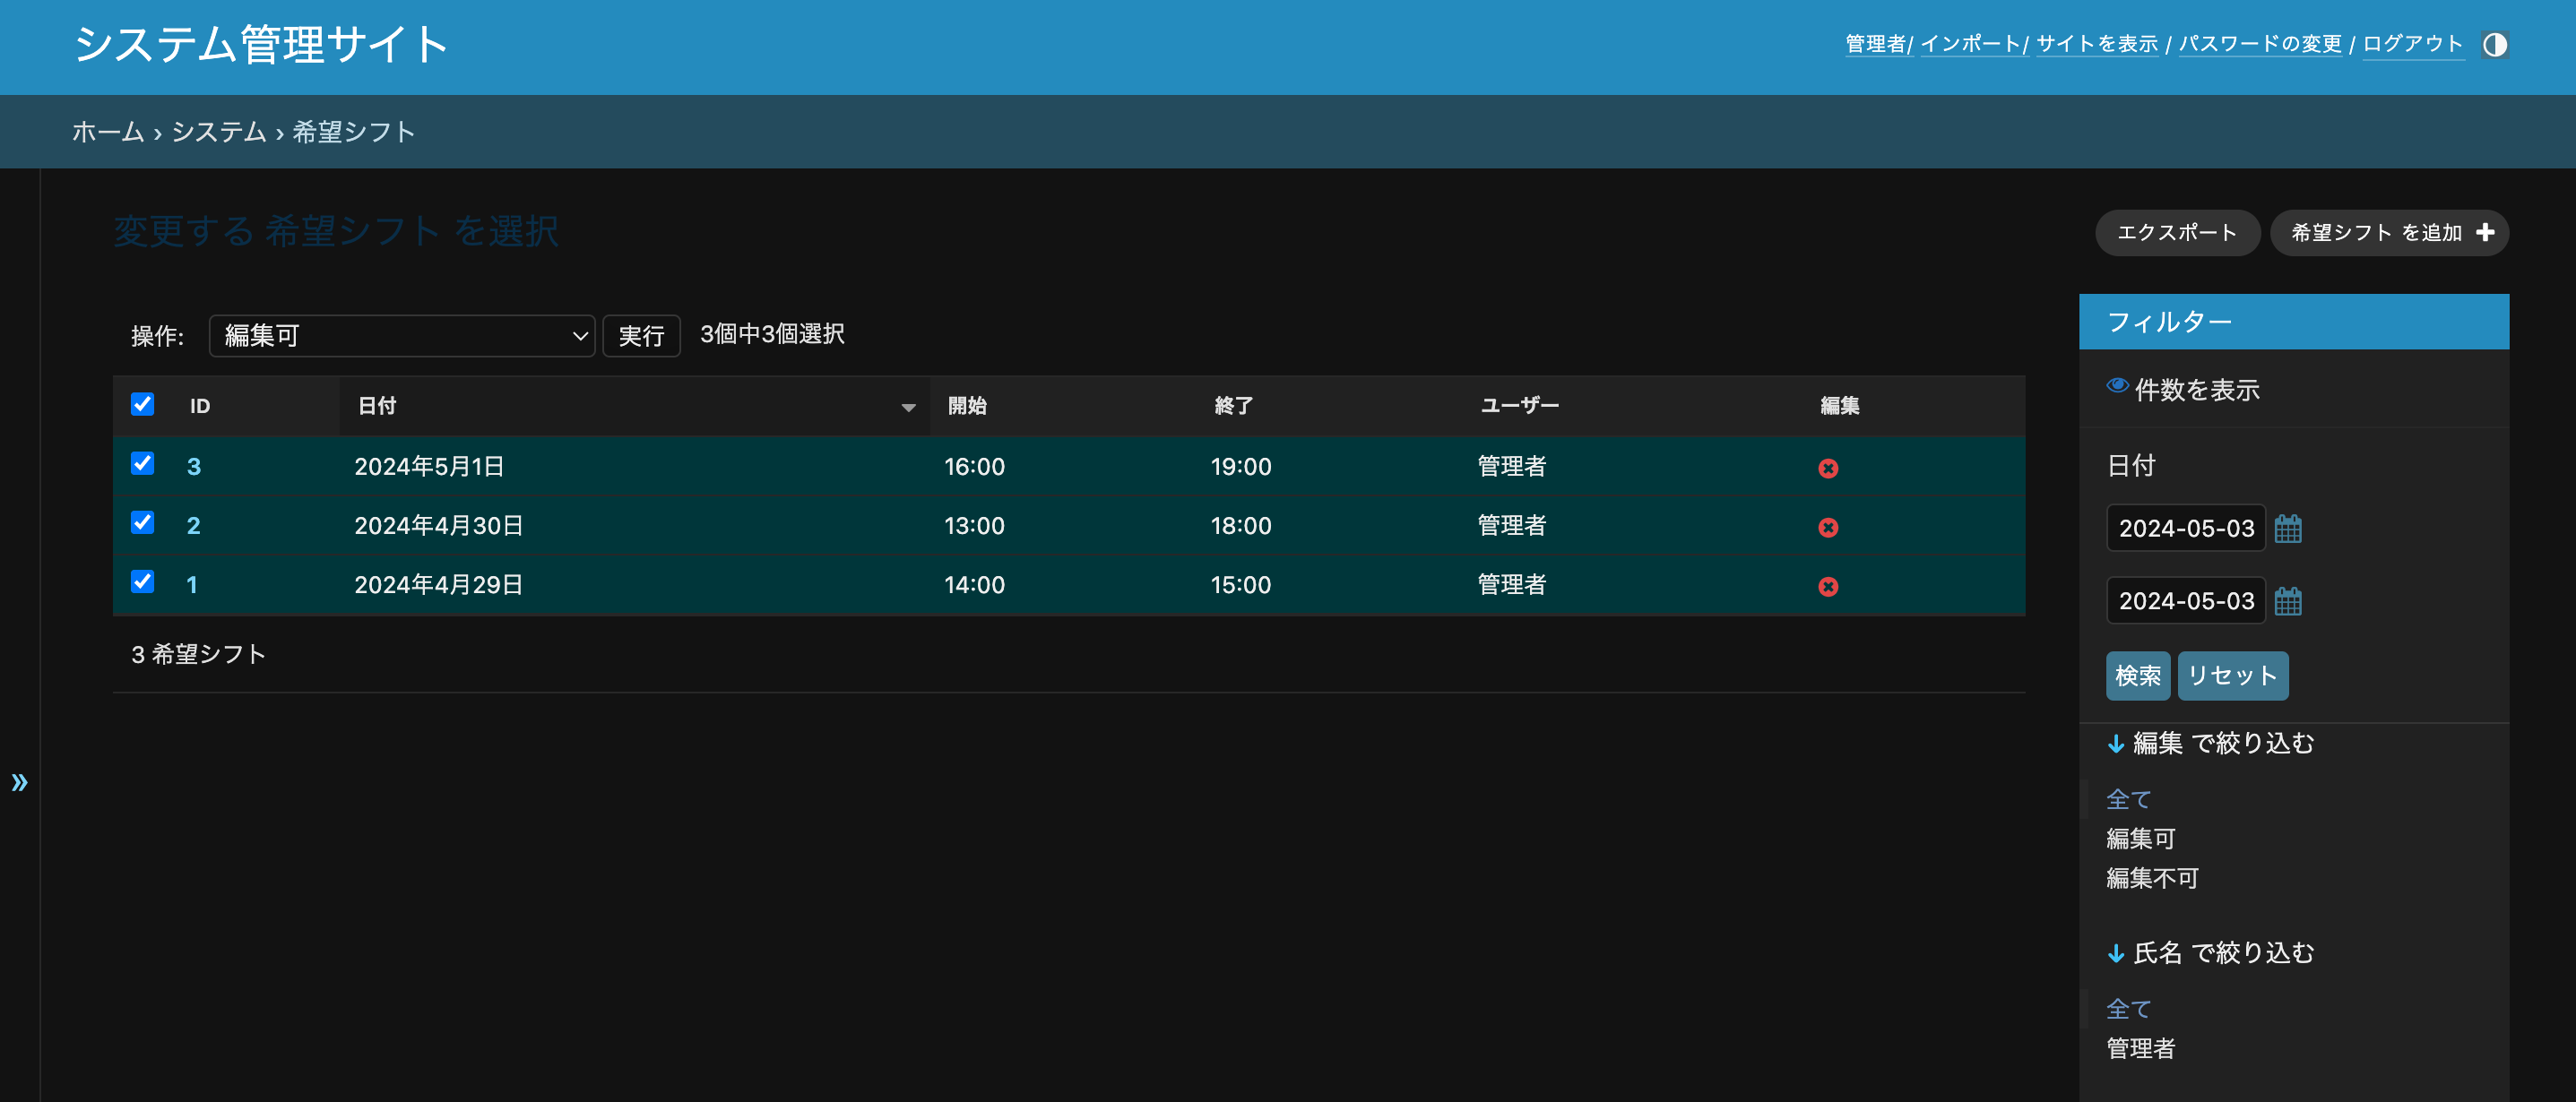 システム管理サイト
管理者/ インポート/ サイトを表示 / パスワードの変更 / ログアウト
ホーム › システム › 希望シフト
変更する 希望シフト を選択
エクスポート
希望シフト を追加
操作: 編集可 実行 3個中3個選択
ID 日付 開始 終了 ユーザー 編集
3 2024年5月1日 16:00 19:00 管理者
2 2024年4月30日 13:00 18:00 管理者
1 2024年4月29日 14:00 15:00 管理者
3 希望シフト
»
フィルター
件数を表示
日付
2024-05-03
2024-05-03
検索 リセット
↓ 編集 で絞り込む
全て
編集可
編集不可
↓ 氏名 で絞り込む
全て
管理者